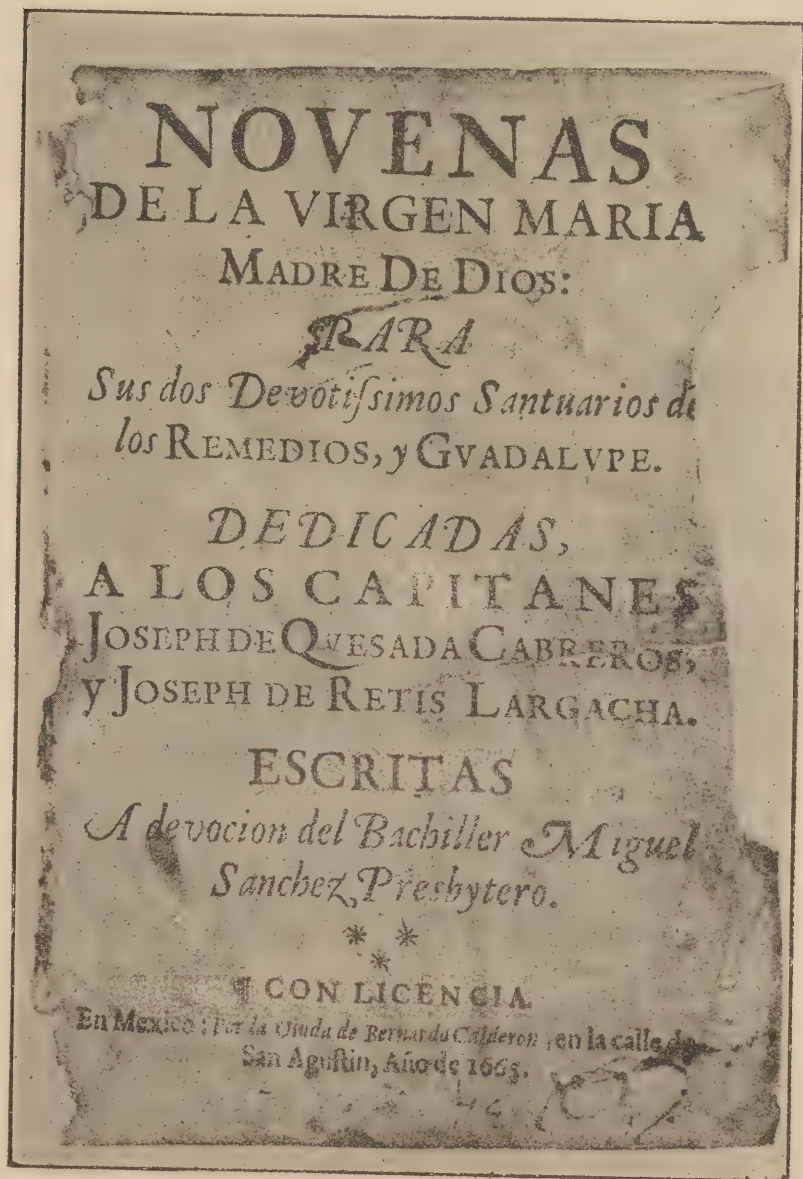 NOVENAS
DE LA VIRGEN MARIA
MADRE DE DIOS:
PARA
Sus dos Devotiſsimos Santuarios de
los REMEDIOS, y GVADALVPE.
DEDICADAS,
A LOS CAPITANES
JOSEPH DE QVESADA CABREROS,
y JOSEPH DE RETIS LARGACHA.
ESCRITAS
A devocion del Bachiller Miguel
Sanchez, Presbytero.
* *
*
¶ CON LICENCIA.
En Mexico: Por la Viuda de Bernardo Calderon, en la calle de
San Aguſtin, Año de 1665.